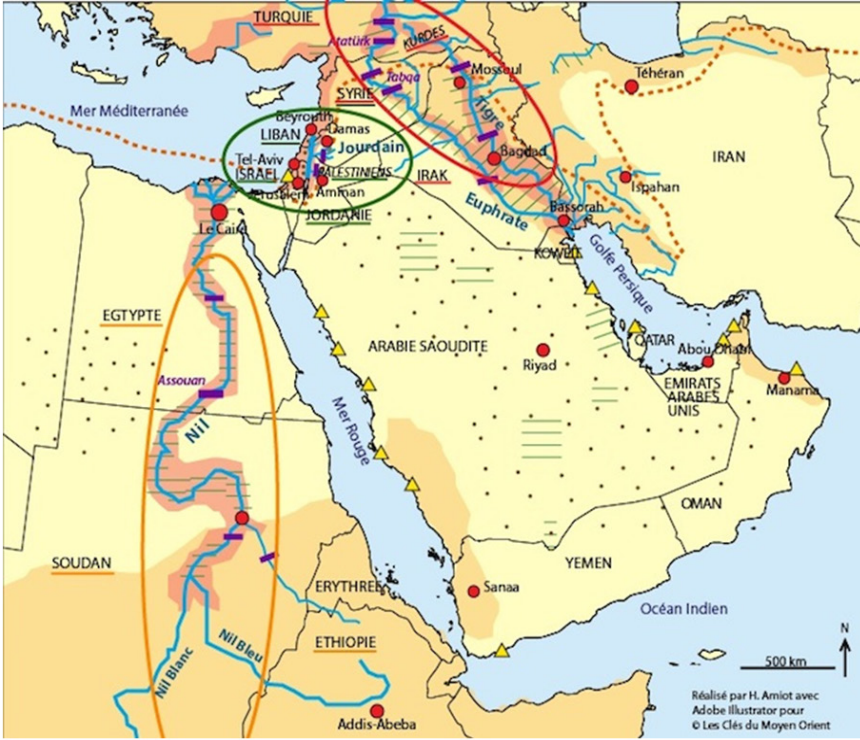 TURQUIE
Atatürk
KURDES
Tabqa
Mossoul
Téhéran
Mer Méditerranée
SYRIE
Tigre
Beyrouth
LIBAN
Damas
Jourdain
Bagdad
IRAN
Tel-Aviv
ISRAEL
PALESTINIENS
IRAK
Ispahan
Jérusalem
Amman
Euphrate
Bassorah
JORDANIE
Le Caire
KOWEIT
Golfe Persique
EGTYPTE
ARABIE SAOUDITE
Riyad
QATAR
Abou Dhabi
Assouan
EMIRATS
ARABES
UNIS
Manama
Nil
Mer Rouge
OMAN
SOUDAN
YEMEN
ERYTHREE
Sanaa
Océan Indien
N
Nil Bleu
ETHIOPIE
Nil Blanc
500 km
Addis-Abeba
Réalisé par H. Amiot avec
Adobe Illustrator pour
© Les Clés du Moyen Orient